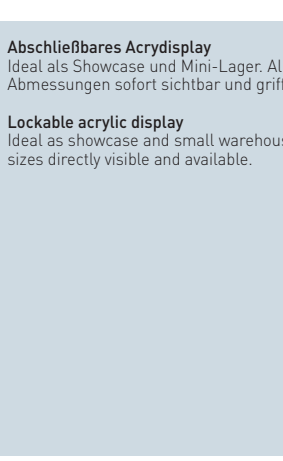 Abschließbares Acrydisplay
Ideal als Showcase und Mini-Lager.
Abmessungen sofort sichtbar und
Lockable acrylic display
Ideal as showcase and small
sizes directly visible and available.